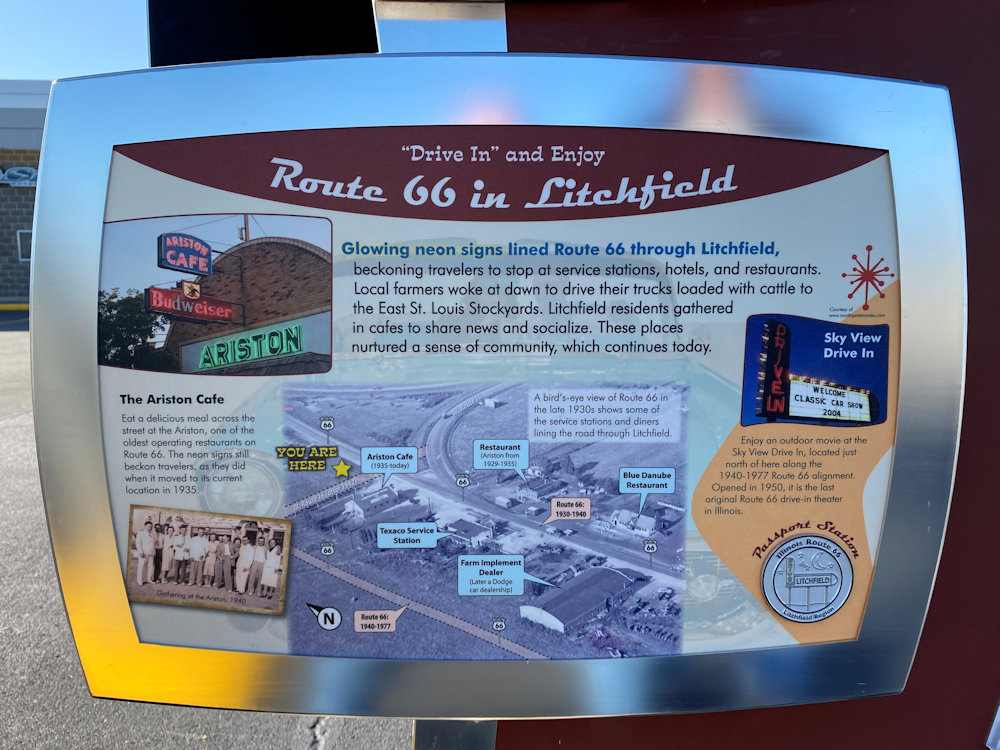 "Drive In" and Enjoy
Route 66 in Litchfield
ARISTON
CAFE
Budweiser
ARISTON
Glowing neon signs lined Route 66 through Litchfield,
beckoning travelers to stop at service stations, hotels, and restaurants.
Local farmers woke at dawn to drive their trucks loaded with cattle to
the East St. Louis Stockyards. Litchfield residents gathered
in cafes to share news and socialize. These places
nurtured a sense of community, which continues today.
Courtesy of
www.roadtripmemories.com
Sky View
Drive In
DRIVE IN
WELCOME
CLASSIC CAR SHOW
2004
The Ariston Cafe
Eat a delicious meal across the
street at the Ariston, one of the
oldest operating restaurants on
Route 66. The neon signs still
beckon travelers, as they did
when it moved to its current
location in 1935.
Gathering at the Ariston, 1940
A bird's-eye view of Route 66 in
the late 1930s shows some of
the service stations and diners
lining the road through Litchfield.
66
YOU ARE
HERE
Ariston Cafe
(1935-today)
Restaurant
(Ariston from
1929-1935)
66
Blue Danube
Restaurant
Route 66:
1930-1940
Texaco Service
Station
66
66
Farm Implement
Dealer
(Later a Dodge
car dealership)
N
Route 66:
1940-1977
66
Enjoy an outdoor movie at the
Sky View Drive In, located just
north of here along the
1940-1977 Route 66 alignment.
Opened in 1950, it is the last
original Route 66 drive-in theater
in Illinois.
Passport Station
Illinois Route 66
LITCHFIELD
Litchfield Region